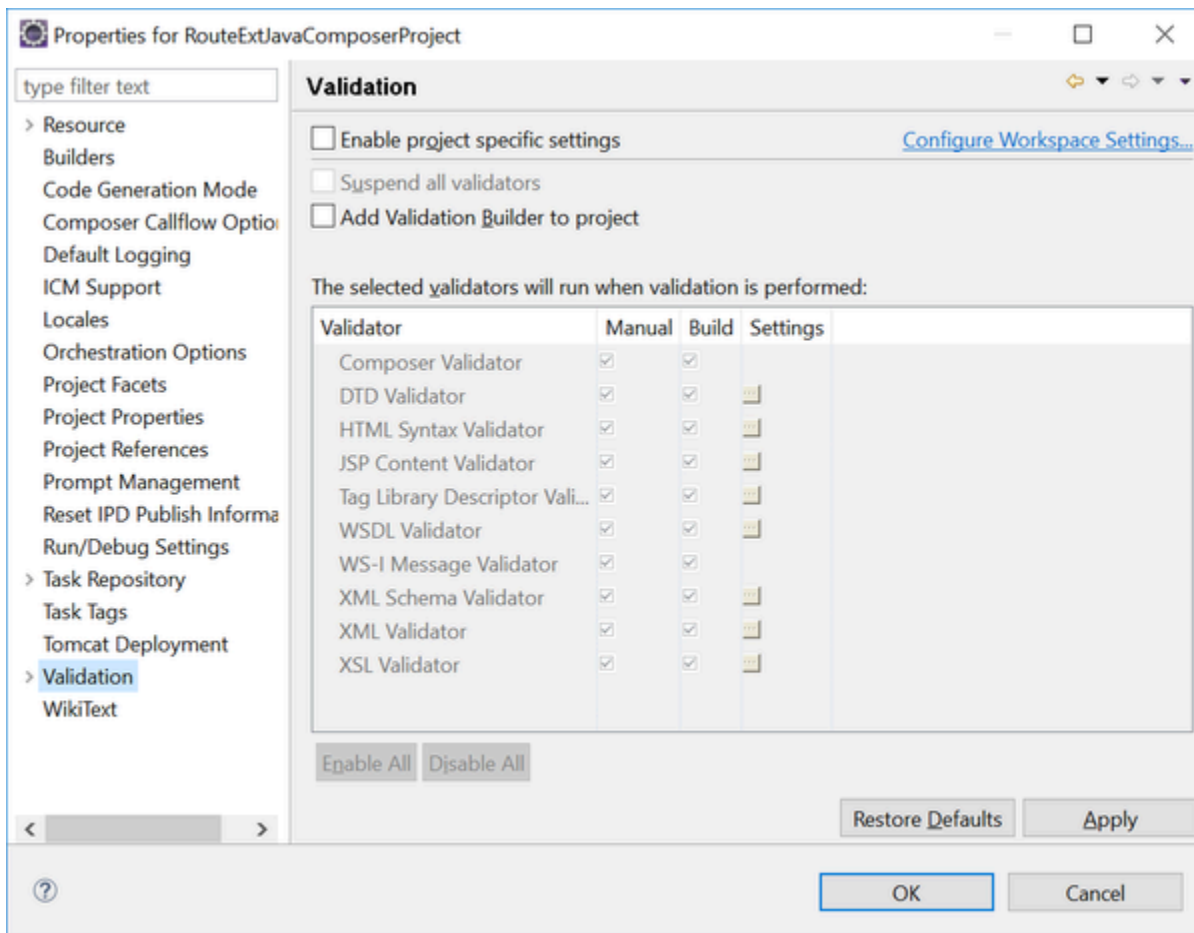 Properties for RouteExtJavaComposerProject
type filter text
Resource
Builders
Code Generation Mode
Composer Callflow Optio
Default Logging
ICM Support
Locales
Orchestration Options
Project Facets
Project Properties
Project References
Prompt Management
Reset IPD Publish Informa
Run/Debug Settings
Task Repository
Task Tags
Tomcat Deployment
Validation
WikiText
Validation
Enable project specific settings
Configure Workspace Settings...
Suspend all validators
Add Validation Builder to project
The selected validators will run when validation is performed:
Validator Manual Build Settings
Composer Validator
DTD Validator
HTML Syntax Validator
JSP Content Validator
Tag Library Descriptor Vali...
WSDL Validator
WS-I Message Validator
XML Schema Validator
XML Validator
XSL Validator
Enable All Disable All
Restore Defaults Apply
OK Cancel